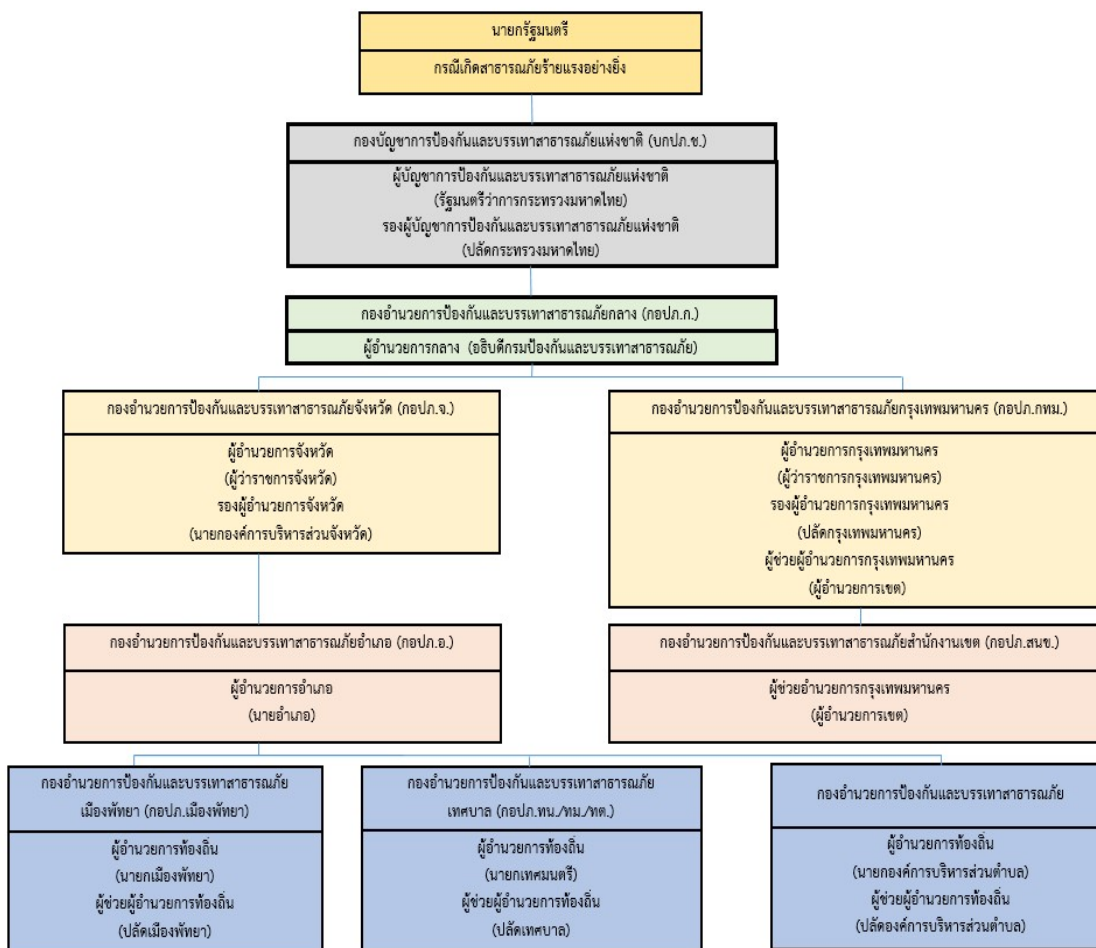 นายกรัฐมนตรี
กรณีเกิดสาธารณภัยร้ายแรงอย่างยิ่ง
กองบัญชาการป้องกันและบรรเทาสาธารณภัยแห่งชาติ (บกปภ.ช.)
ผู้บัญชาการป้องกันและบรรเทาสาธารณภัยแห่งชาติ
(รัฐมนตรีว่าการกระทรวงมหาดไทย)
รองผู้บัญชาการป้องกันและบรรเทาสาธารณภัยแห่งชาติ
(ปลัดกระทรวงมหาดไทย)
กองอำนวยการป้องกันและบรรเทาสาธารณภัยกลาง (กอปภ.ก.)
ผู้อำนวยการกลาง (อธิบดีกรมป้องกันและบรรเทาสาธารณภัย)
กองอำนวยการป้องกันและบรรเทาสาธารณภัยจังหวัด (กอปภ.จ.)
ผู้อำนวยการจังหวัด
(ผู้ว่าราชการจังหวัด)
รองผู้อำนวยการจังหวัด
(นายกองค์การบริหารส่วนจังหวัด)
กองอำนวยการป้องกันและบรรเทาสาธารณภัยกรุงเทพมหานคร (กอปภ.กทม.)
ผู้อำนวยการกรุงเทพมหานคร
(ผู้ว่าราชการกรุงเทพมหานคร)
รองผู้อำนวยการกรุงเทพมหานคร
(ปลัดกรุงเทพมหานคร)
ผู้ช่วยผู้อำนวยการกรุงเทพมหานคร
(ผู้อำนวยการเขต)
กองอำนวยการป้องกันและบรรเทาสาธารณภัยอำเภอ (กอปภ.อ.)
ผู้อำนวยการอำเภอ
(นายอำเภอ)
กองอำนวยการป้องกันและบรรเทาสาธารณภัยสำนักงานเขต (กอปภ.สนข.)
ผู้ช่วยอำนวยการกรุงเทพมหานคร
(ผู้อำนวยการเขต)
กองอำนวยการป้องกันและบรรเทาสาธารณภัย
เมืองพัทยา (กอปภ.เมืองพัทยา)
ผู้อำนวยการท้องถิ่น
(นายกเมืองพัทยา)
ผู้ช่วยผู้อำนวยการท้องถิ่น
(ปลัดเมืองพัทยา)
กองอำนวยการป้องกันและบรรเทาสาธารณภัย
เทศบาล (กอปภ.ทน./ทม./ทต.)
ผู้อำนวยการท้องถิ่น
(นายกเทศมนตรี)
ผู้ช่วยผู้อำนวยการท้องถิ่น
(ปลัดเทศบาล)
กองอำนวยการป้องกันและบรรเทาสาธารณภัย
ผู้อำนวยการท้องถิ่น
(นายกองค์การบริหารส่วนตำบล)
ผู้ช่วยผู้อำนวยการท้องถิ่น
(ปลัดองค์การบริหารส่วนตำบล)